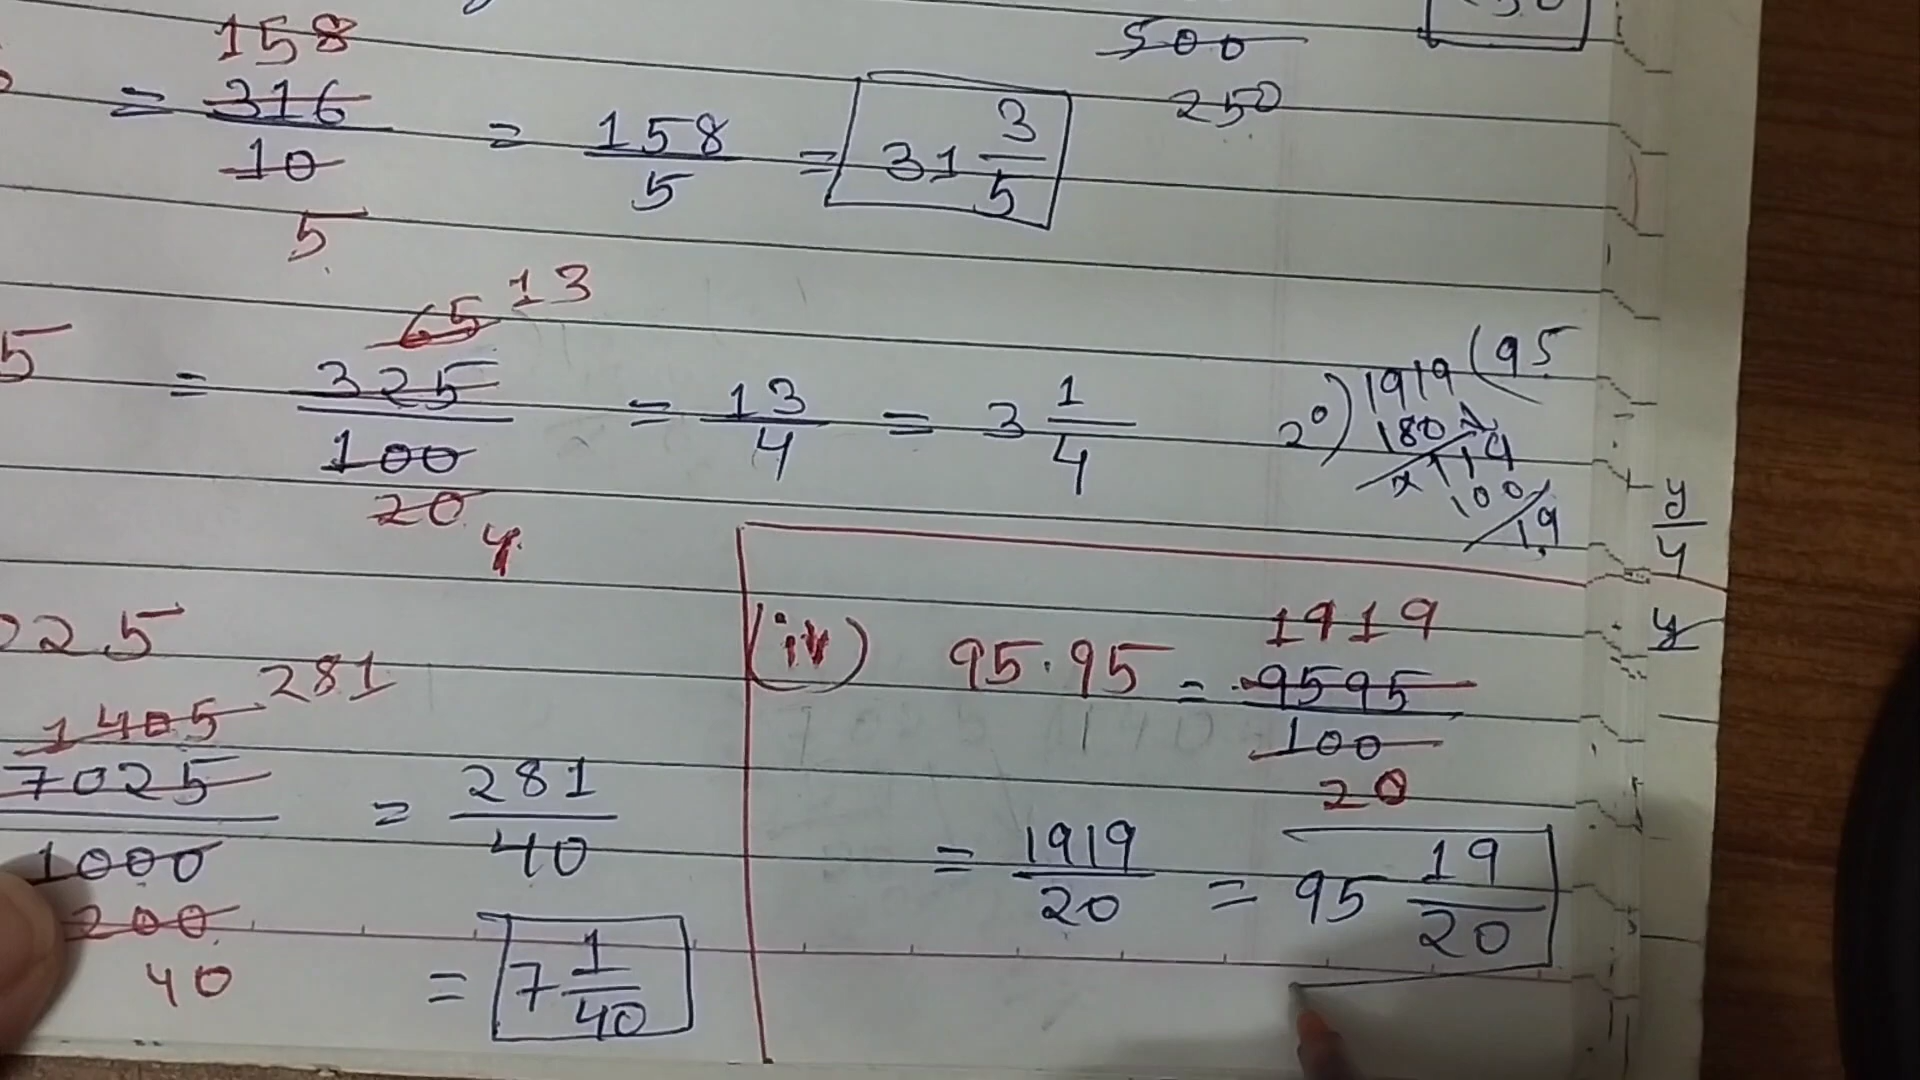 158
500
= 316/10 = 158/5 = 31 3/5
250
5
65 13
5 = 325/100 = 13/4 = 3 1/4
20 4
20) 1919 (95
180
119
100
19
y/4
y
225
1405 281
7025/1000 = 281/40
200
40
= 7 1/40
(iv) 95.95 = 9595/100
1919
20
= 1919/20 = 95 19/20